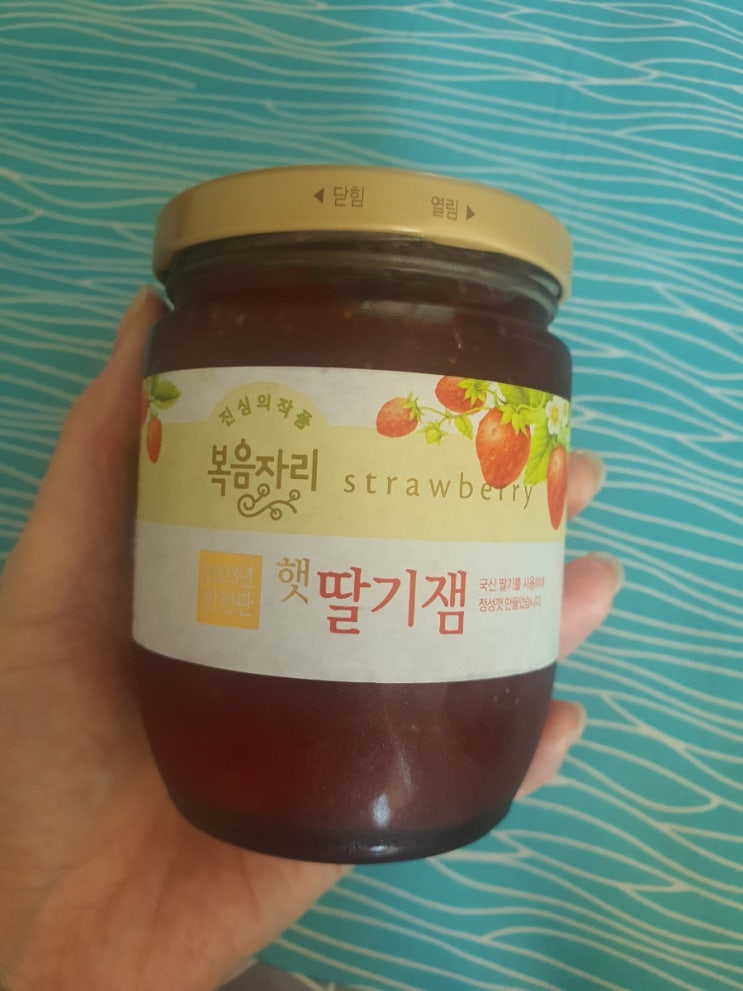 ◀ 닫힘 열림 ▶
진심의작품
복음자리 strawberry
2023년
한정판
햇 딸기잼
국산 딸기를 사용하여
정성껏 만들었습니다.